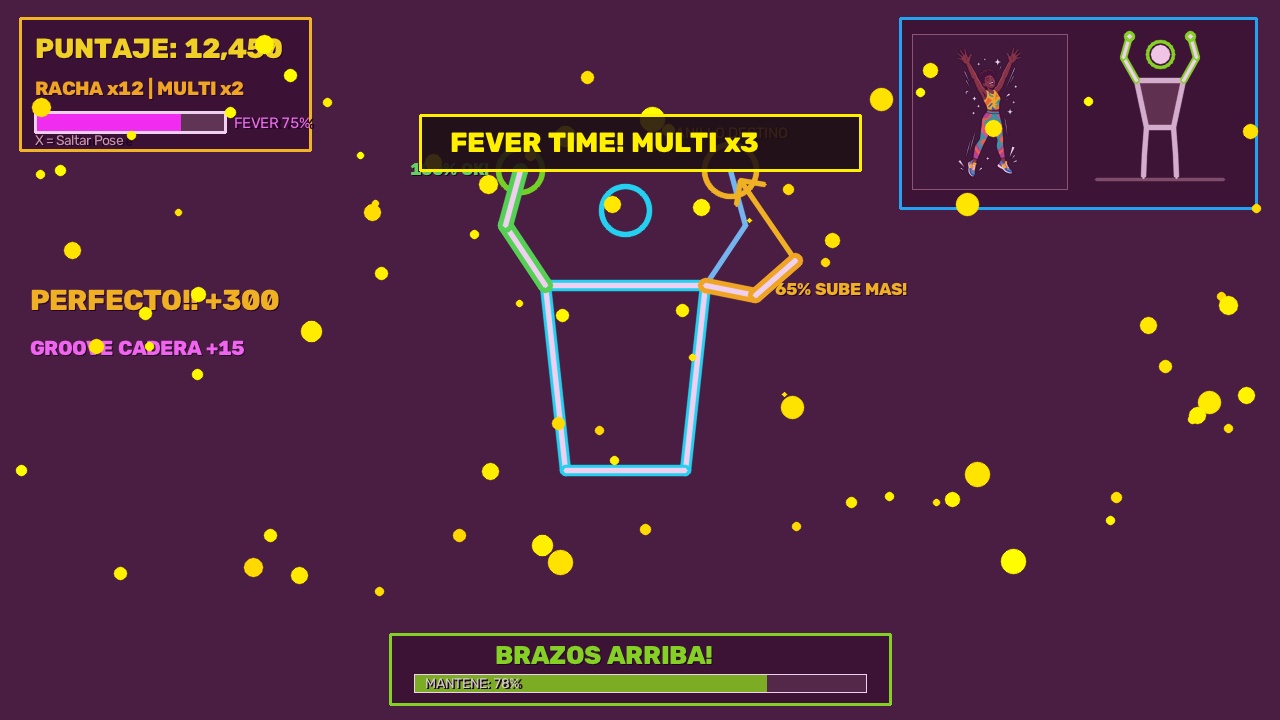 PUNTAJE: 12,450
RACHA x12 | MULTI x2
FEVER 75%
X = Saltar Pose
FEVER TIME! MULTI x3
65% SUBE MAS!
PERFECTO!! +300
GROOVE CADERA +15
BRAZOS ARRIBA!
MANTENE: 78%